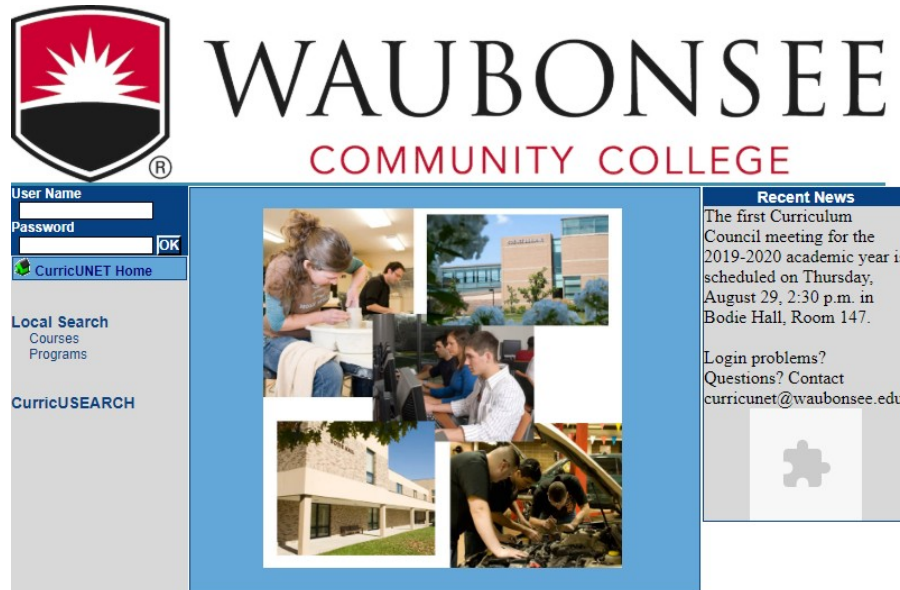 WAUBONSEE
COMMUNITY COLLEGE
®
User Name
Password
OK
CurricUNET Home
Local Search
Courses
Programs
CurricUSEARCH
Recent News
The first Curriculum
Council meeting for the
2019-2020 academic year is
scheduled on Thursday,
August 29, 2:30 p.m. in
Bodie Hall, Room 147.
Login problems?
Questions? Contact
curricunet@waubonsee.edu